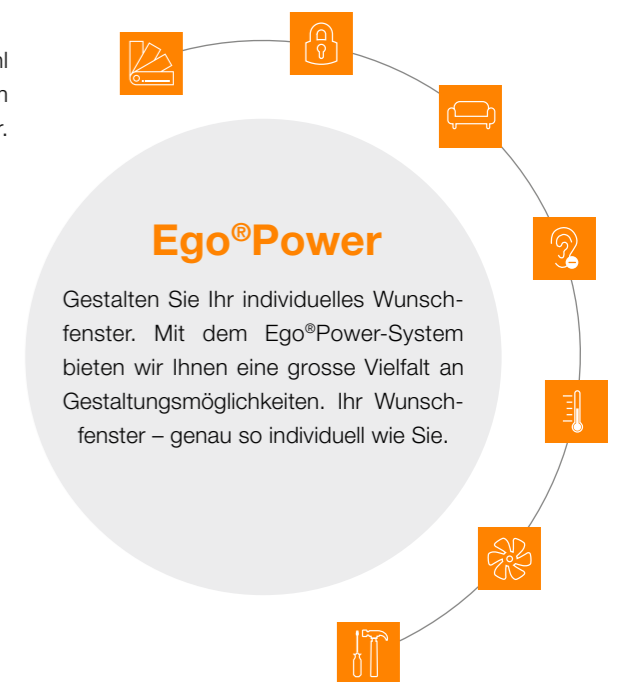 r.
Ego®Power
Gestalten Sie Ihr individuelles Wunsch-
fenster. Mit dem Ego®Power-System
bieten wir Ihnen eine grosse Vielfalt an
Gestaltungsmöglichkeiten. Ihr Wunsch-
fenster – genau so individuell wie Sie.